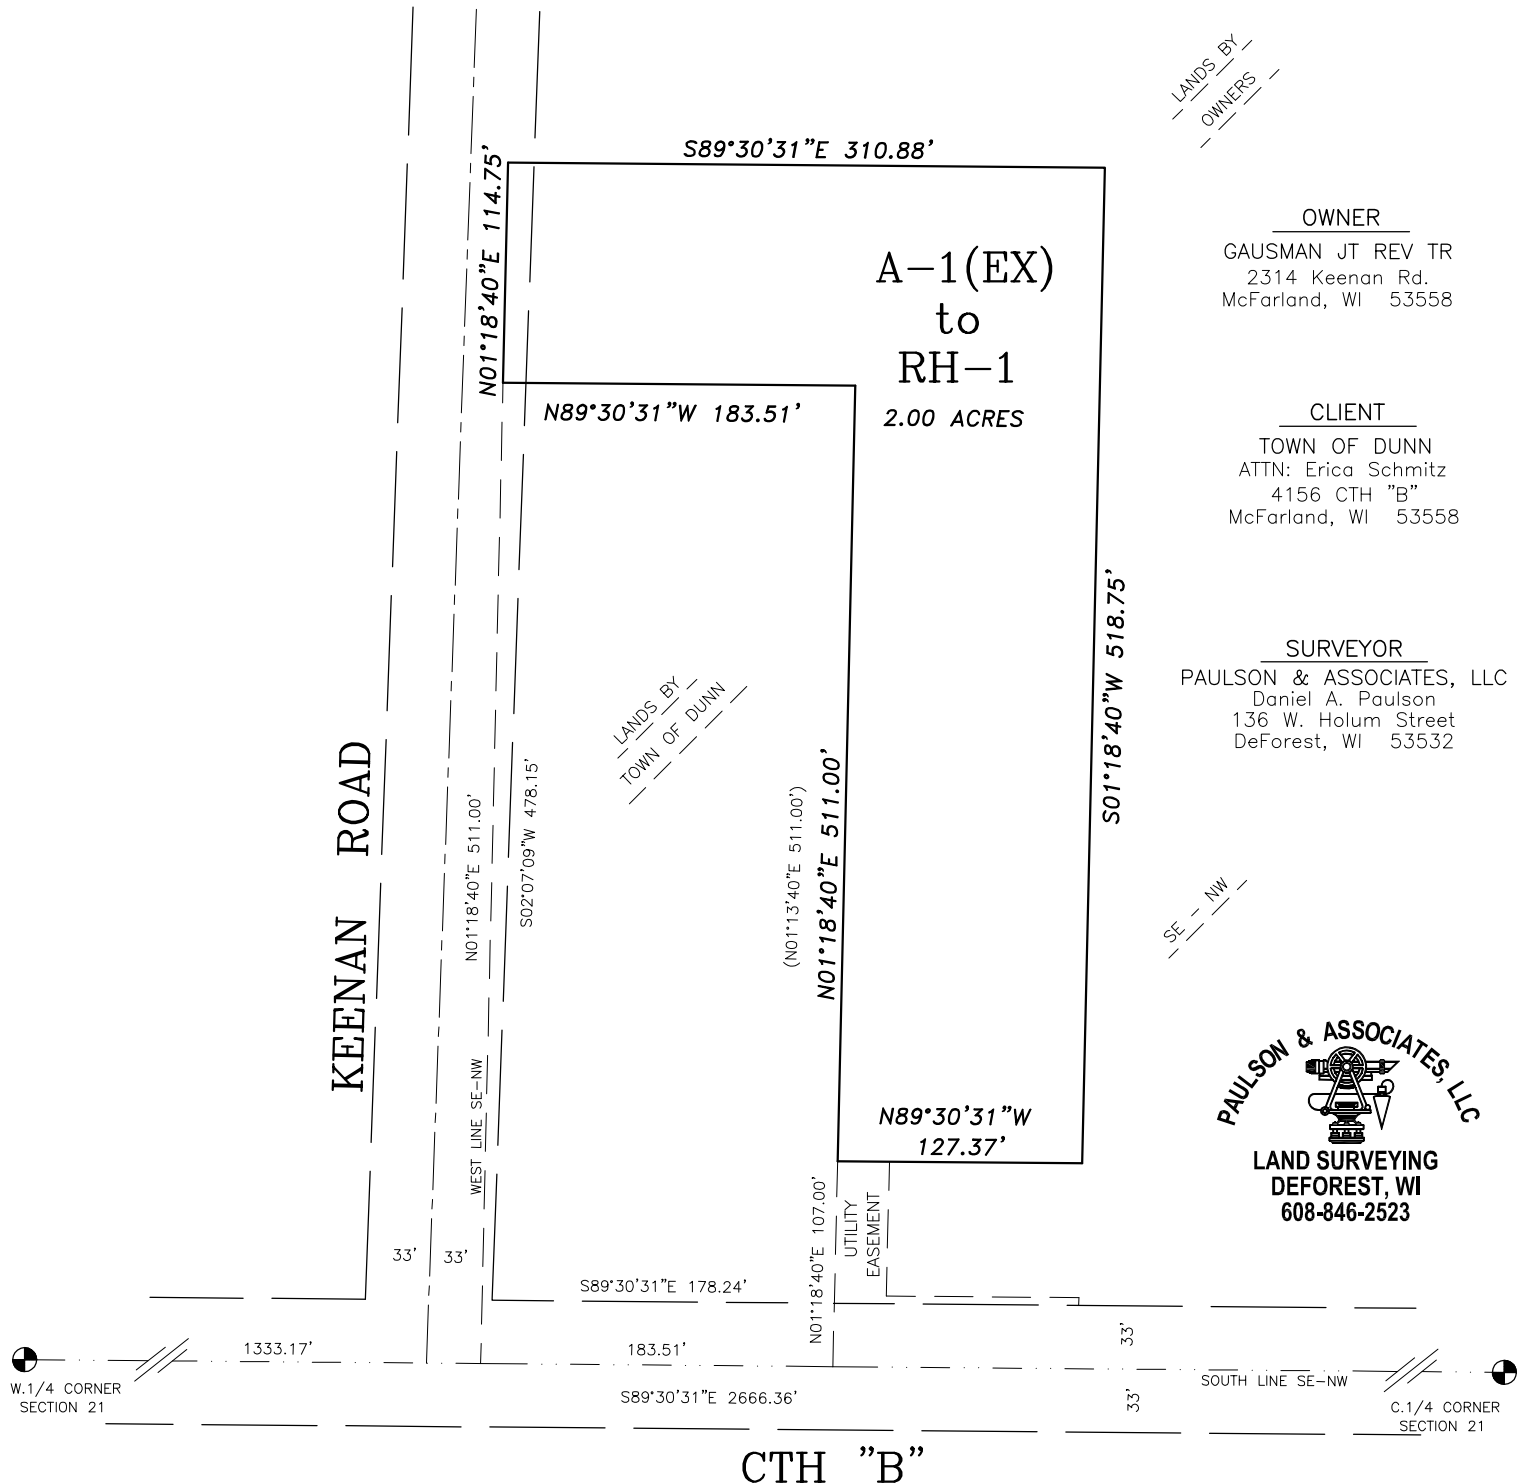 LANDS BY
OWNERS
S89°30'31"E 310.88'
N01°18'40"E 114.75'
A-1(EX)
to
RH-1
2.00 ACRES
N89°30'31"W 183.51'
OWNER
GAUSMAN JT REV TR
2314 Keenan Rd.
McFarland, WI 53558
CLIENT
TOWN OF DUNN
ATTN: Erica Schmitz
4156 CTH "B"
McFarland, WI 53558
SURVEYOR
PAULSON & ASSOCIATES, LLC
Daniel A. Paulson
136 W. Holum Street
DeForest, WI 53532
KEENAN ROAD
N01°18'40"E 511.00'
S02°07'09"W 478.15'
WEST LINE SE-NW
LANDS BY
TOWN OF DUNN
(N01°13'40"E 511.00')
N01°18'40"E 511.00'
S01°18'40"W 518.75'
SE - NW
N89°30'31"W
127.37'
PAULSON & ASSOCIATES, LLC
LAND SURVEYING
DEFOREST, WI
608-846-2523
N01°18'40"E 107.00'
UTILITY
EASEMENT
33'
33'
S89°30'31"E 178.24'
1333.17'
183.51'
33'
W.1/4 CORNER
SECTION 21
S89°30'31"E 2666.36'
33'
SOUTH LINE SE-NW
C.1/4 CORNER
SECTION 21
CTH "B"